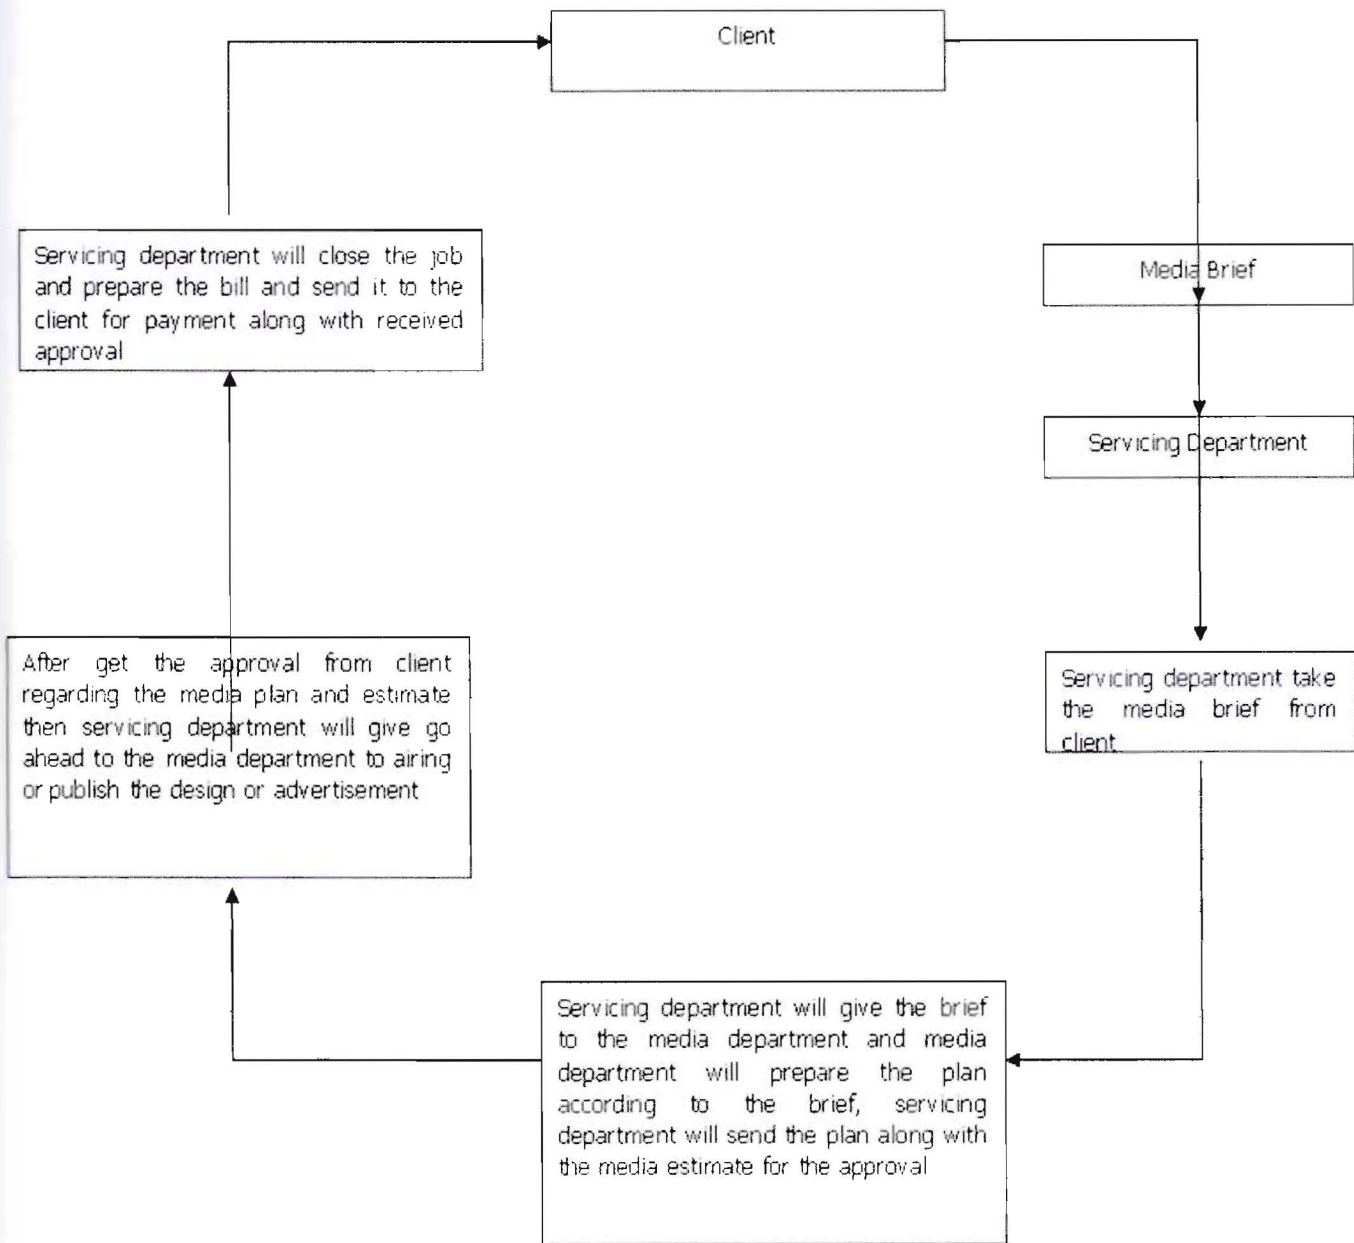 Client
Media Brief
Servicing Department
Servicing department take
the media brief from
client
Servicing department will give the brief
to the media department and media
department will prepare the plan
according to the brief, servicing
department will send the plan along with
the media estimate for the approval
After get the approval from client
regarding the media plan and estimate
then servicing department will give go
ahead to the media department to airing
or publish the design or advertisement
Servicing department will close the job
and prepare the bill and send it to the
client for payment along with received
approval